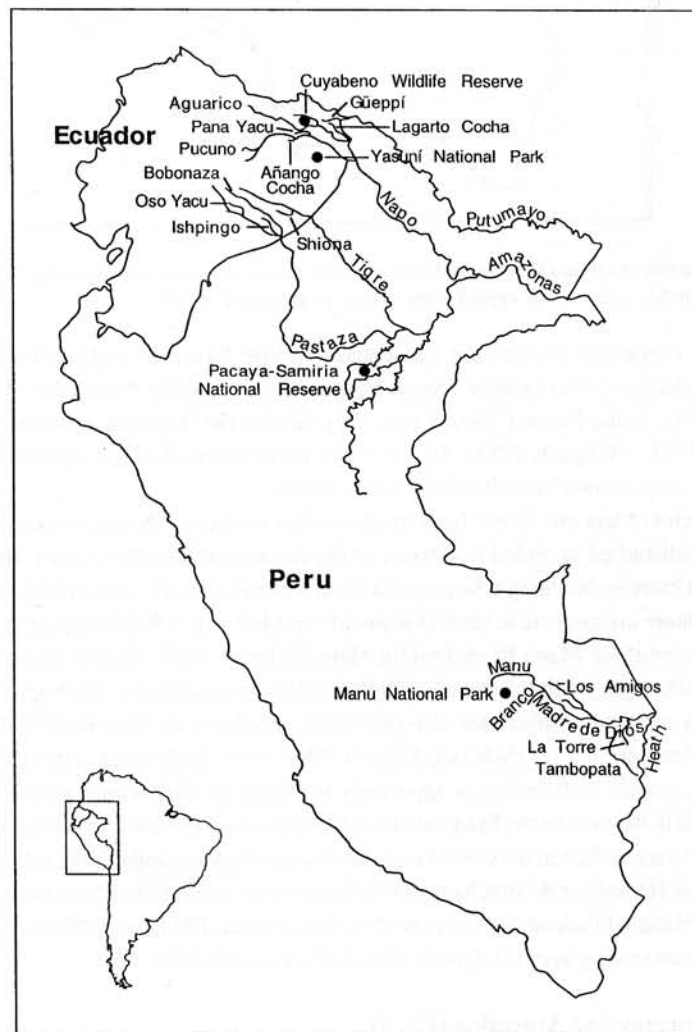 Cuyabeno Wildlife Reserve
Aguarico
Güeppí
Ecuador
Pana Yacu
Lagarto Cocha
Pucuno
Yasuní National Park
Bobonaza
Añango
Cocha
Oso Yacu
Napo
Putumayo
Ishpingo
Shiona
Tigre
Amazonas
Pastaza
Pacaya-Samiria
National Reserve
Peru
Manu
Manu National Park
Los Amigos
Branco
Madre de Dios
Heath
La Torre
Tambopata